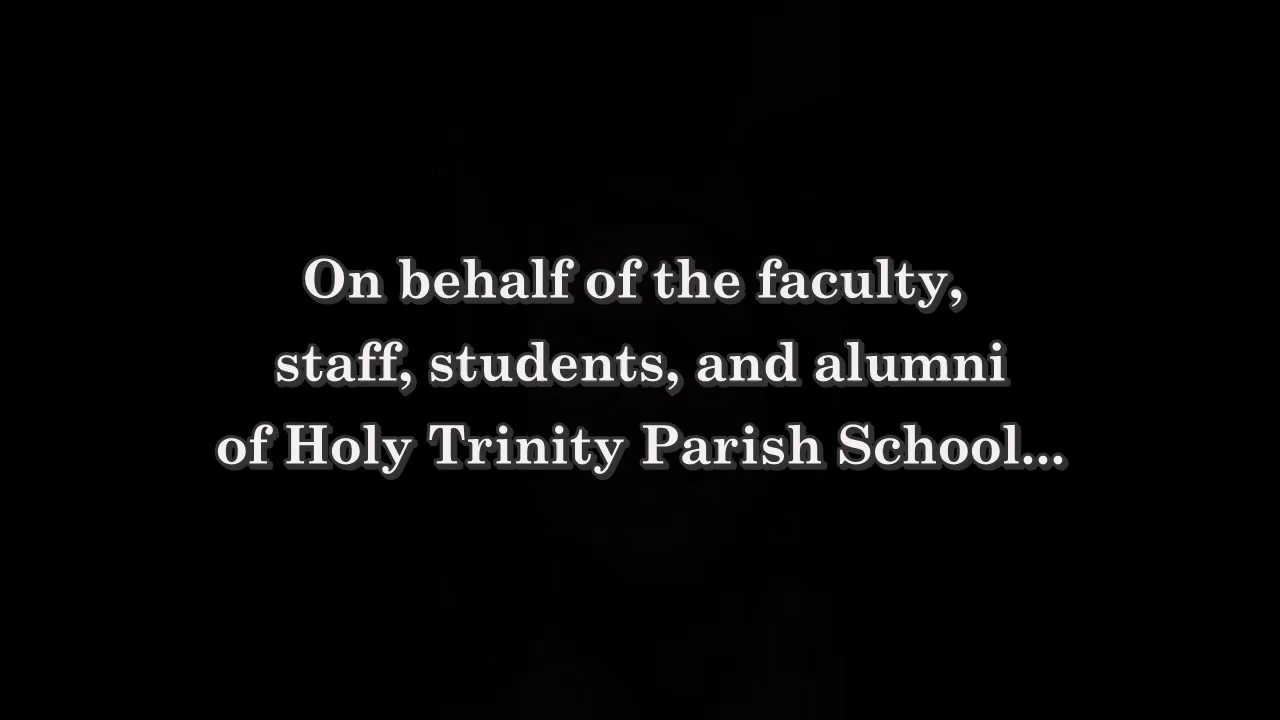 On behalf of the faculty,
staff, students, and alumni
of Holy Trinity Parish School...